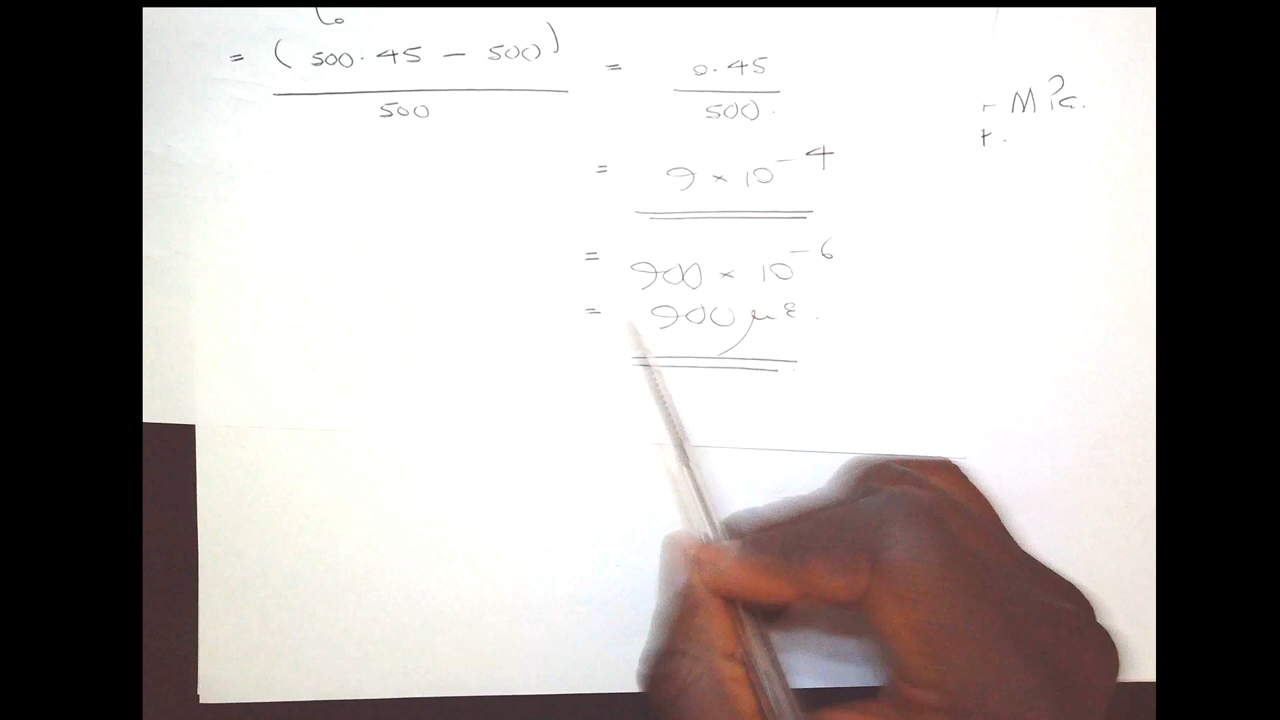 = (500.45 - 500) / 500 = 0.45 / 500.
MPa.
= 9 × 10⁻⁴
= 900 × 10⁻⁶
= 900 με.